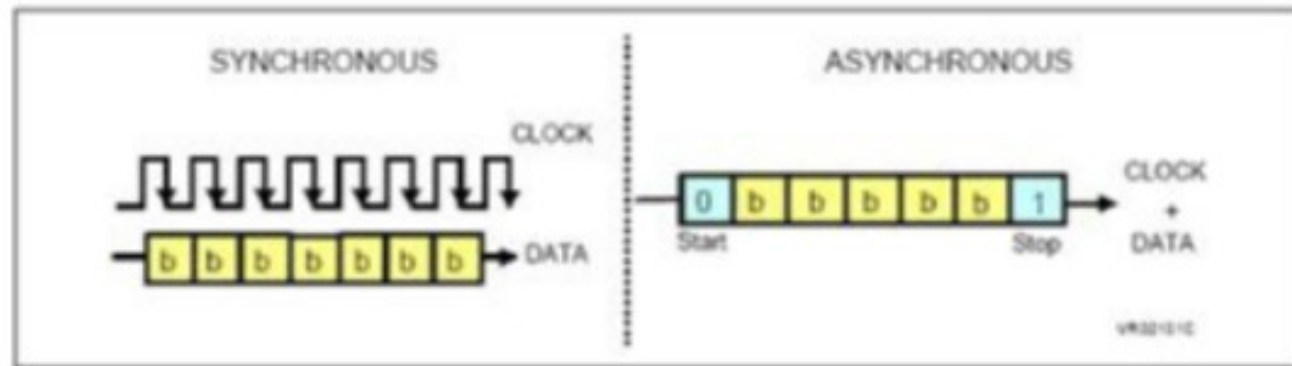 SYNCHRONOUS
CLOCK
b b b b b b b
DATA
ASYNCHRONOUS
0 b b b b b 1
Start Stop
CLOCK
+
DATA